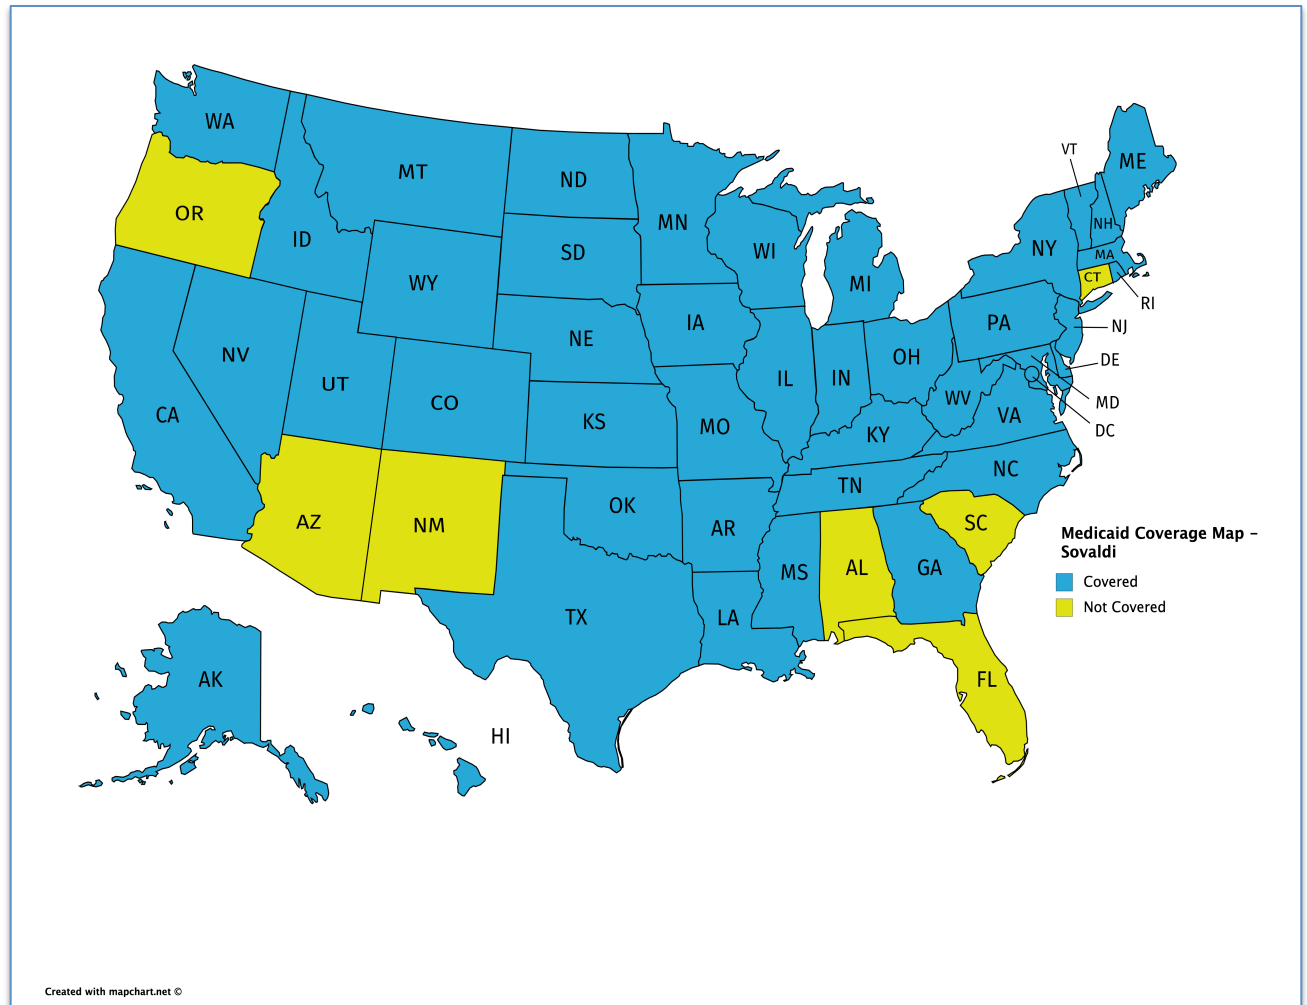 WA
MT
ND
VT
ME
OR
MN
ID
SD
WI
NY
NH
MA
WY
MI
CT
RI
IA
PA
NJ
NV
NE
OH
DE
UT
IL
IN
CO
WV
MD
CA
KS
MO
KY
VA
DC
NC
TN
OK
AZ
NM
AR
SC
Medicaid Coverage Map –
Sovaldi
MS
AL
GA
Covered
Not Covered
TX
LA
AK
FL
HI
Created with mapchart.net ©